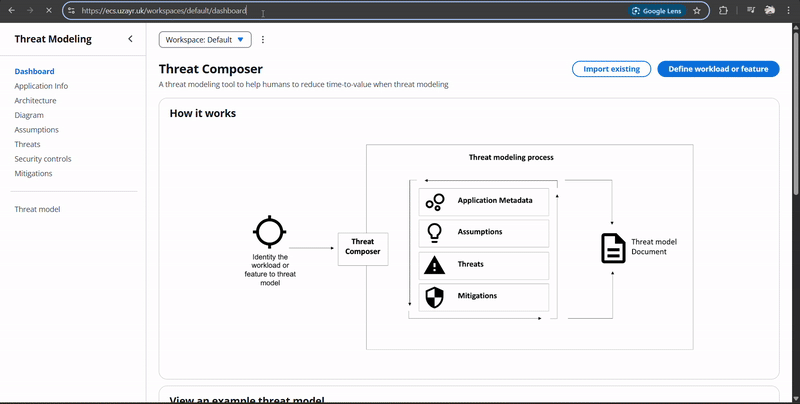 https://ecs.uzayr.uk/workspaces/default/dashboard
Google Lens
Threat Modeling
Workspace: Default
Dashboard
Application Info
Architecture
Diagram
Assumptions
Threats
Security controls
Mitigations
Threat model
Threat Composer
Import existing
Define workload or feature
A threat modeling tool to help humans to reduce time-to-value when threat modeling
How it works
Threat modeling process
Identity the
workload or
feature to threat
model
Threat
Composer
Application Metadata
Assumptions
Threats
Mitigations
Threat model
Document
View an example threat model